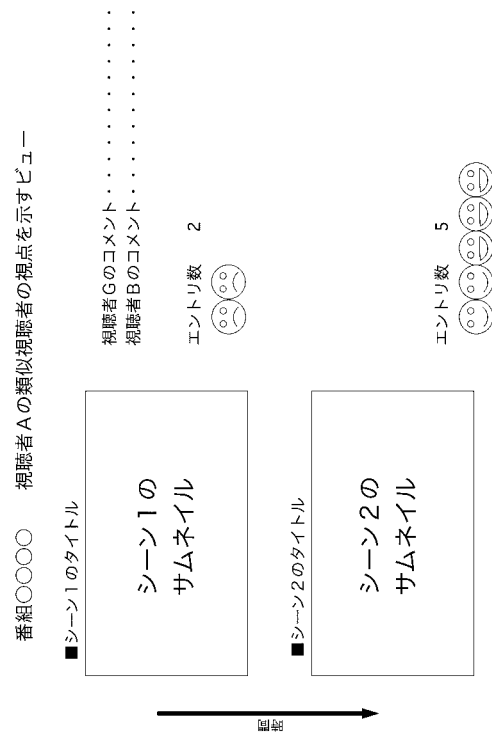 番組○○○○　視聴者Aの類似視聴者の視点を示すビュー
■シーン1のタイトル
シーン1の
サムネイル
視聴者Gのコメント・・・・・・・・・・・・
視聴者Bのコメント・・・・・・・・・・・・
エントリ数　2
■シーン2のタイトル
シーン2の
サムネイル
エントリ数　5
時間